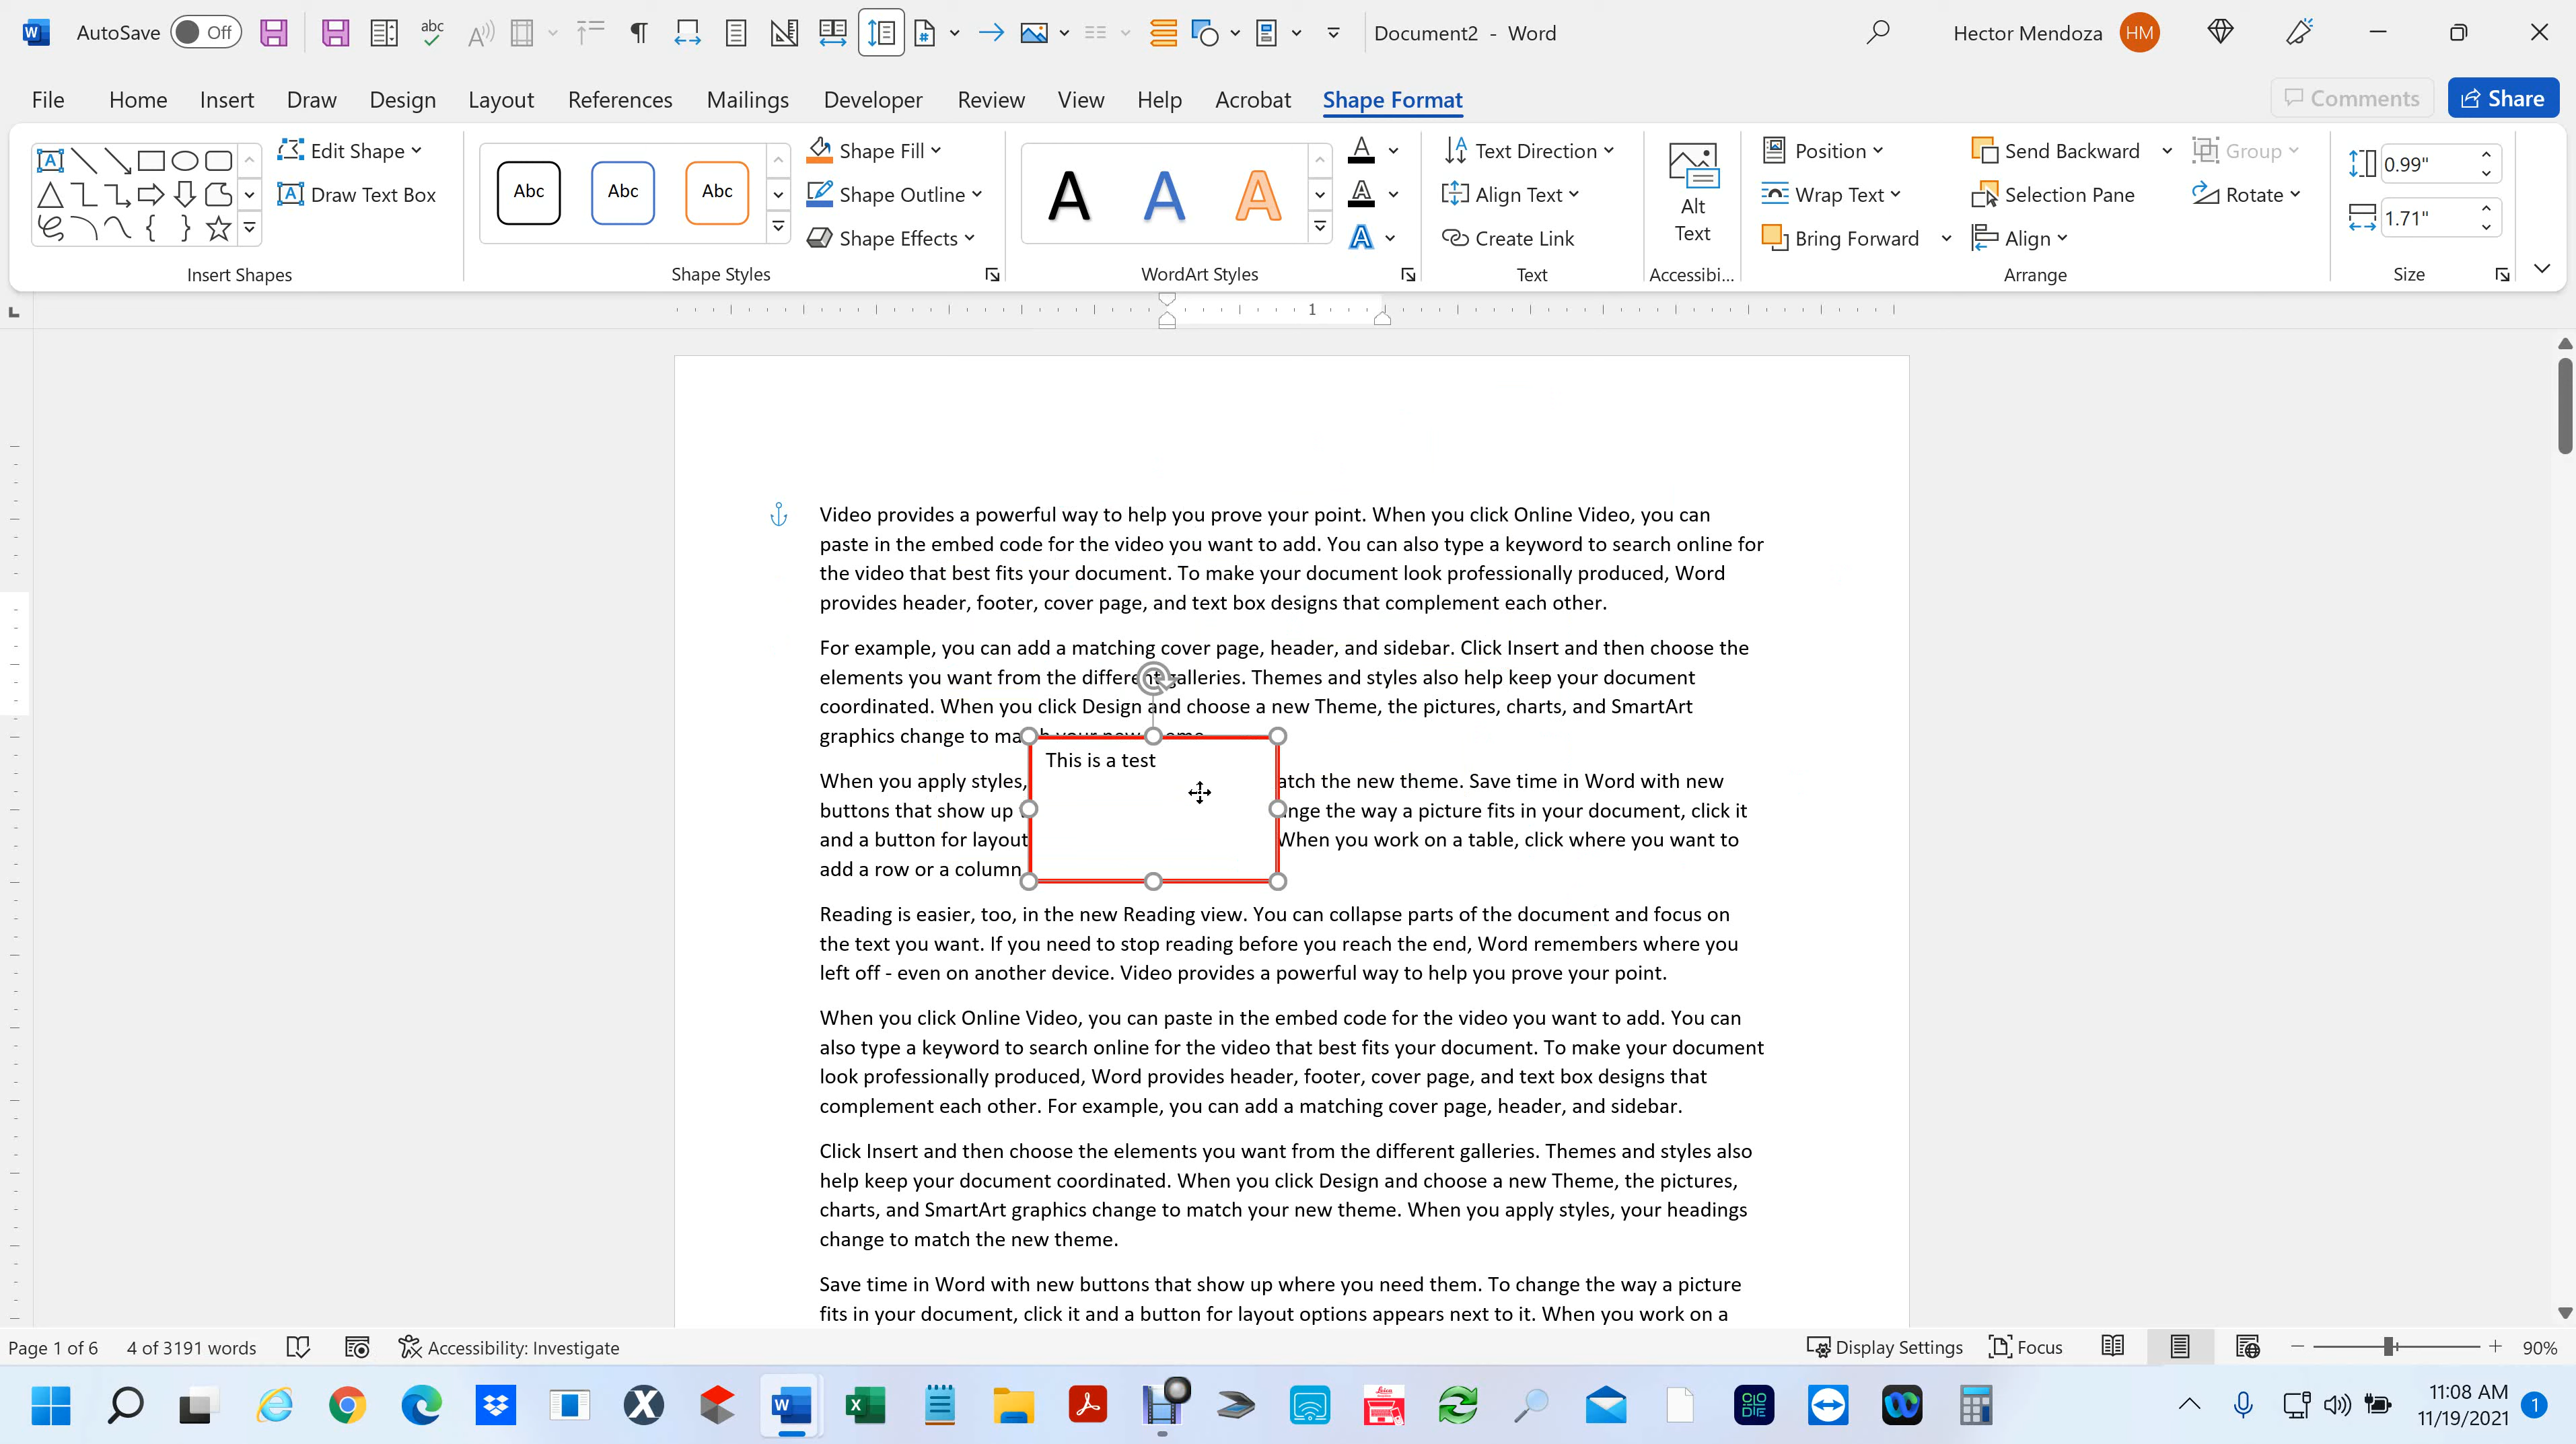 AutoSave Off abc Document2 - Word Hector Mendoza HM
File Home Insert Draw Design Layout References Mailings Developer Review View Help Acrobat Shape Format Comments Share
Edit Shape
Draw Text Box
Insert Shapes
Abc Abc Abc
Shape Fill
Shape Outline
Shape Effects
Shape Styles
A A A
WordArt Styles
Text Direction
Align Text
Create Link
Text
Alt
Text
Accessibi...
Position
Wrap Text
Bring Forward
Send Backward
Selection Pane
Align
Group
Rotate
Arrange
0.99"
1.71"
Size
1
Video provides a powerful way to help you prove your point. When you click Online Video, you can
paste in the embed code for the video you want to add. You can also type a keyword to search online for
the video that best fits your document. To make your document look professionally produced, Word
provides header, footer, cover page, and text box designs that complement each other.
For example, you can add a matching cover page, header, and sidebar. Click Insert and then choose the
elements you want from the different galleries. Themes and styles also help keep your document
coordinated. When you click Design and choose a new Theme, the pictures, charts, and SmartArt
graphics change to match your new theme.
This is a test
When you apply styles, atch the new theme. Save time in Word with new
buttons that show up nge the way a picture fits in your document, click it
and a button for layout When you work on a table, click where you want to
add a row or a column
Reading is easier, too, in the new Reading view. You can collapse parts of the document and focus on
the text you want. If you need to stop reading before you reach the end, Word remembers where you
left off - even on another device. Video provides a powerful way to help you prove your point.
When you click Online Video, you can paste in the embed code for the video you want to add. You can
also type a keyword to search online for the video that best fits your document. To make your document
look professionally produced, Word provides header, footer, cover page, and text box designs that
complement each other. For example, you can add a matching cover page, header, and sidebar.
Click Insert and then choose the elements you want from the different galleries. Themes and styles also
help keep your document coordinated. When you click Design and choose a new Theme, the pictures,
charts, and SmartArt graphics change to match your new theme. When you apply styles, your headings
change to match the new theme.
Save time in Word with new buttons that show up where you need them. To change the way a picture
fits in your document, click it and a button for layout options appears next to it. When you work on a
Page 1 of 6 4 of 3191 words Accessibility: Investigate Display Settings Focus 90%
11:08 AM
11/19/2021
1